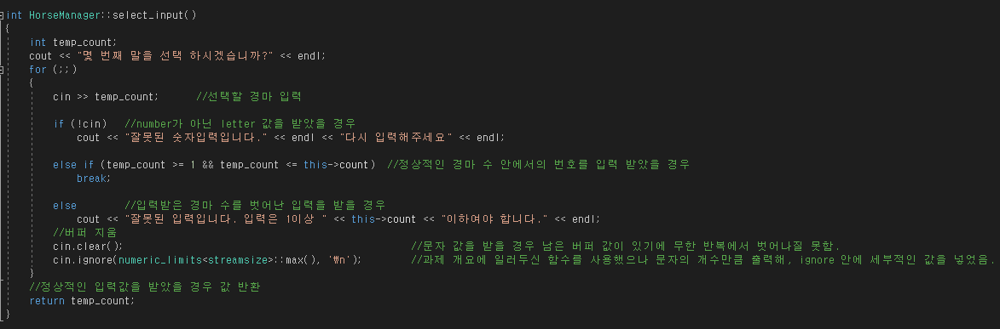 int HorseManager::select_input()
{
int temp_count;
cout << "몇 번째 말을 선택 하시겠습니까?" << endl;
for (;;)
{
cin >> temp_count; //선택할 경마 입력
if (!cin) //number가 아닌 letter 값을 받았을 경우
cout << "잘못된 숫자입력입니다." << endl << "다시 입력해주세요" << endl;
else if (temp_count >= 1 && temp_count <= this->count) //정상적인 경마 수 안에서의 번호를 입력 받았을 경우
break;
else //입력받은 경마 수를 벗어난 입력을 받을 경우
cout << "잘못된 입력입니다. 입력은 1이상 " << this->count << "이하여야 합니다." << endl;
//버퍼 지움
cin.clear(); //문자 값을 받을 경우 남은 버퍼 값이 있기에 무한 반복에서 벗어나질 못함.
cin.ignore(numeric_limits<streamsize>::max(), '\n'); //과제 개요에 일러두신 함수를 사용했으나 문자의 개수만큼 출력해, ignore 안에 세부적인 값을 넣었음.
}
//정상적인 입력값을 받았을 경우 값 반환
return temp_count;
}